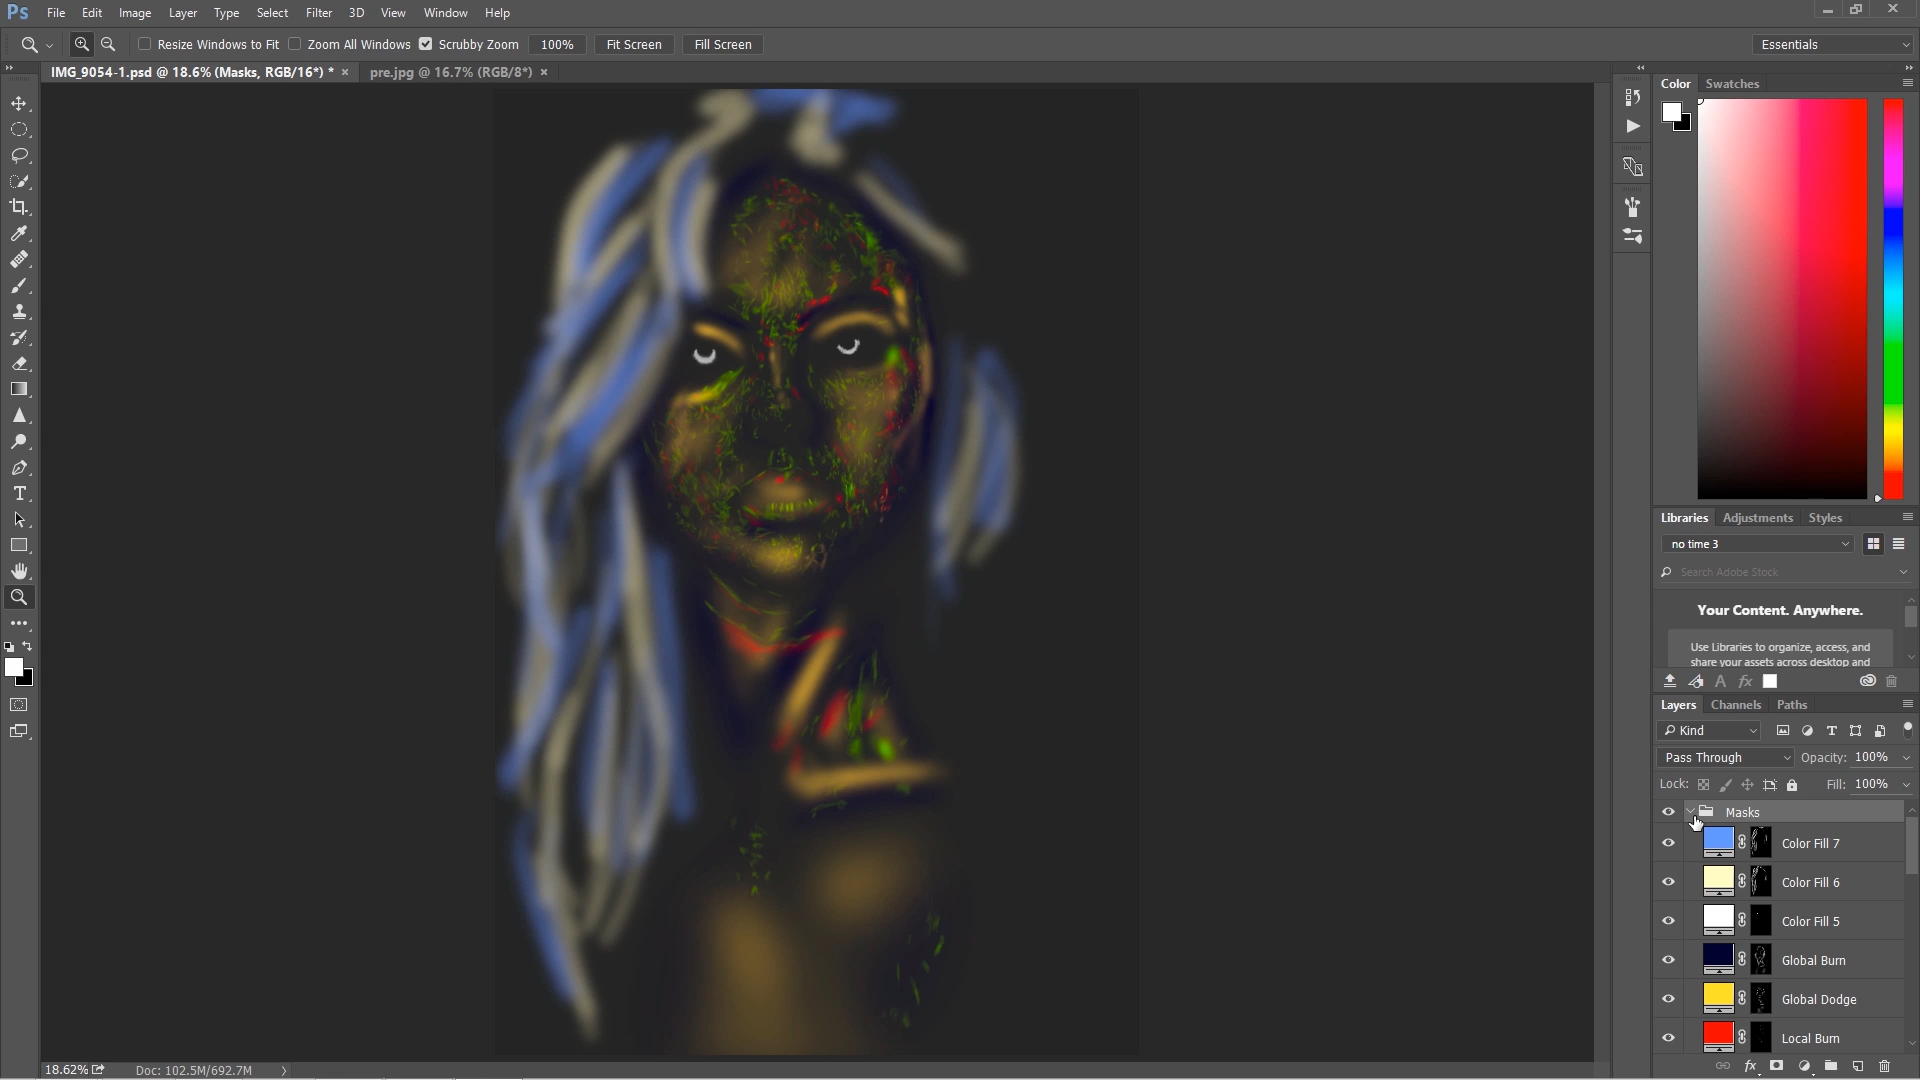 Ps File Edit Image Layer Type Select Filter 3D View Window Help
Resize Windows to Fit Zoom All Windows Scrubby Zoom 100% Fit Screen Fill Screen Essentials
IMG_9054-1.psd @ 18.6% (Masks, RGB/16*) * × pre.jpg @ 16.7% (RGB/8*) ×
Color Swatches
Libraries Adjustments Styles
no time 3
Search Adobe Stock
Your Content. Anywhere.
Use Libraries to organize, access, and
share your assets across desktop and
Layers Channels Paths
Kind
Pass Through Opacity: 100%
Lock: Fill: 100%
Masks
Color Fill 7
Color Fill 6
Color Fill 5
Global Burn
Global Dodge
Local Burn
18.62% Doc: 102.5M/692.7M